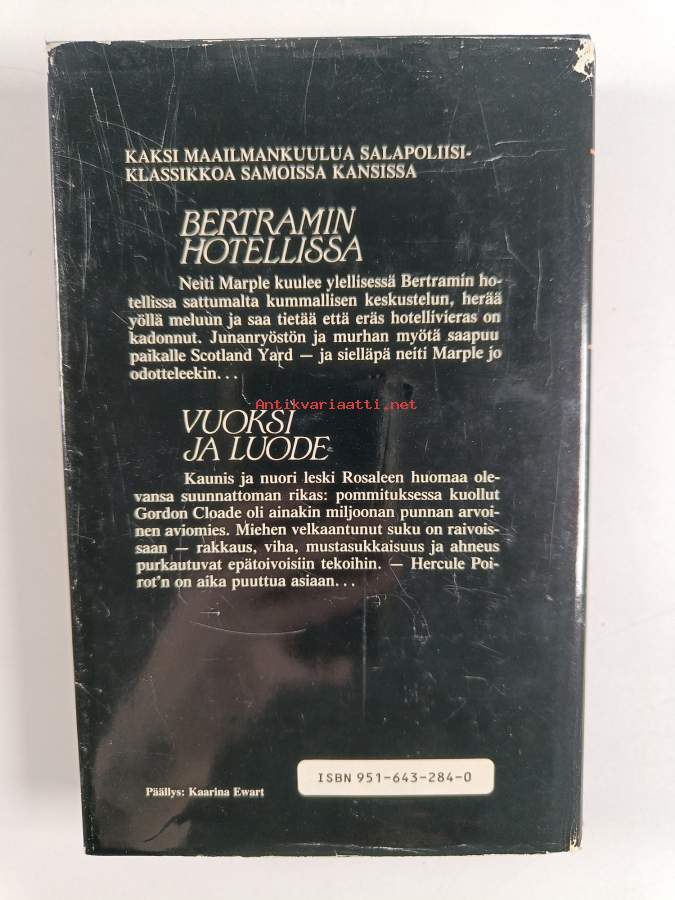 KAKSI MAAILMANKUULUA SALAPOLIISI-
KLASSIKKOA SAMOISSA KANSISSA
BERTRAMIN
HOTELLISSA
Neiti Marple kuulee ylellisessä Bertramin ho-
tellissa sattumalta kummallisen keskustelun, herää
yöllä meluun ja saa tietää että eräs hotellivieras on
kadonnut. Junanryöstön ja murhan myötä saapuu
paikalle Scotland Yard — ja sielläpä neiti Marple jo
odotteleekin...
Antikvariaatti.net
VUOKSI
JA LUODE
Kaunis ja nuori leski Rosaleen huomaa ole-
vansa suunnattoman rikas: pommituksessa kuollut
Gordon Cloade oli ainakin miljoonan punnan arvoi-
nen aviomies. Miehen velkaantunut suku on raivois-
saan — rakkaus, viha, mustasukkaisuus ja ahneus
purkautuvat epätoivoisiin tekoihin. — Hercule Poi-
rot'n on aika puuttua asiaan...
ISBN 951-643-284-0
Päällys: Kaarina Ewart